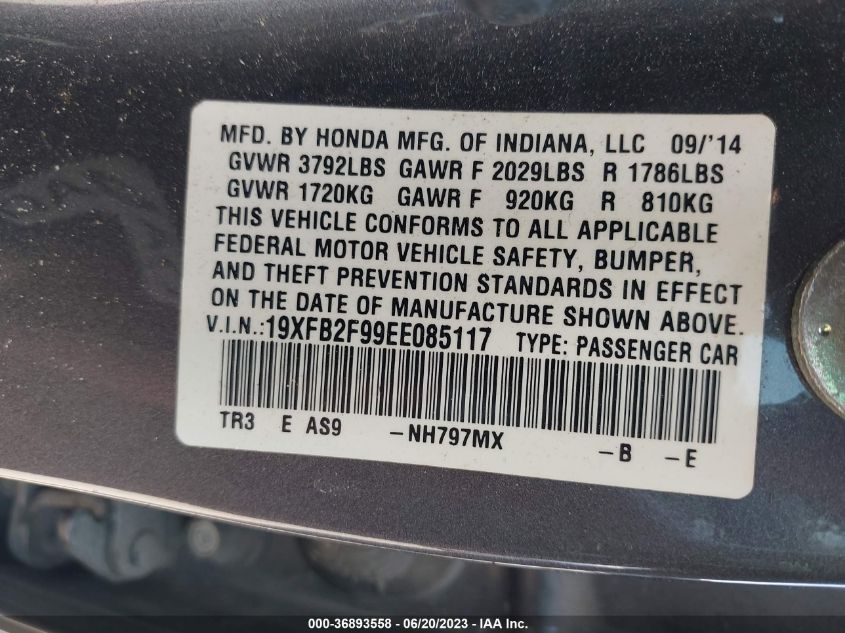 MFD. BY HONDA MFG. OF INDIANA, LLC 09/'14
GVWR 3792LBS GAWR F 2029LBS R 1786LBS
GVWR 1720KG GAWR F 920KG R 810KG
THIS VEHICLE CONFORMS TO ALL APPLICABLE
FEDERAL MOTOR VEHICLE SAFETY, BUMPER,
AND THEFT PREVENTION STANDARDS IN EFFECT
ON THE DATE OF MANUFACTURE SHOWN ABOVE.
V.I.N.:19XFB2F99EE085117 TYPE: PASSENGER CAR
TR3 E AS9 -NH797MX -B -E
000-36893558 - 06/20/2023 - IAA Inc.